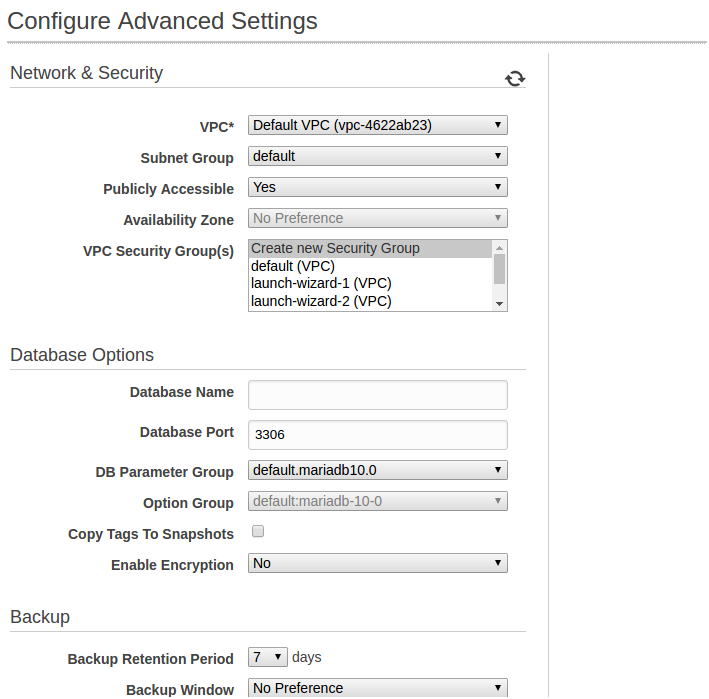 Configure Advanced Settings
Network & Security
VPC* Default VPC (vpc-4622ab23)
Subnet Group default
Publicly Accessible Yes
Availability Zone No Preference
VPC Security Group(s) Create new Security Group
default (VPC)
launch-wizard-1 (VPC)
launch-wizard-2 (VPC)
Database Options
Database Name
Database Port 3306
DB Parameter Group default.mariadb10.0
Option Group default:mariadb-10-0
Copy Tags To Snapshots
Enable Encryption No
Backup
Backup Retention Period 7 days
Backup Window No Preference